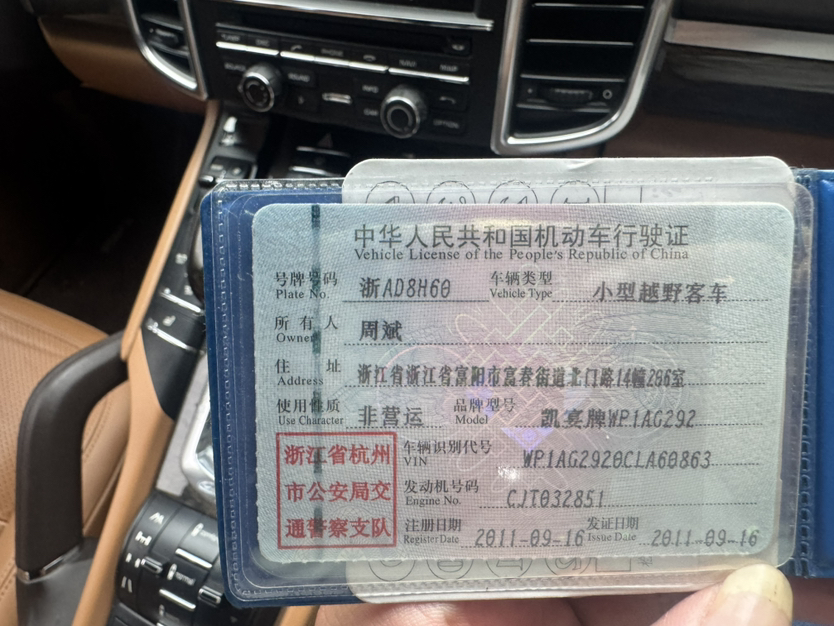 中华人民共和国机动车行驶证
Vehicle License of the People's Republic of China
号牌号码 浙AD8H60 车辆类型 小型越野客车
Plate No. Vehicle Type
所有人 周斌
Owner
住址 浙江省浙江省富阳市富春街道北门路14幢286室
Address
使用性质 非营运 品牌型号 凯宴牌WP1AG292
Use Character Model
浙江省杭州
市公安局交
通警察支队
车辆识别代号 WP1AG2920CLA60863
VIN
发动机号码 CJT032851
Engine No.
注册日期 2011-09-16 发证日期 2011-09-16
Register Date Issue Date